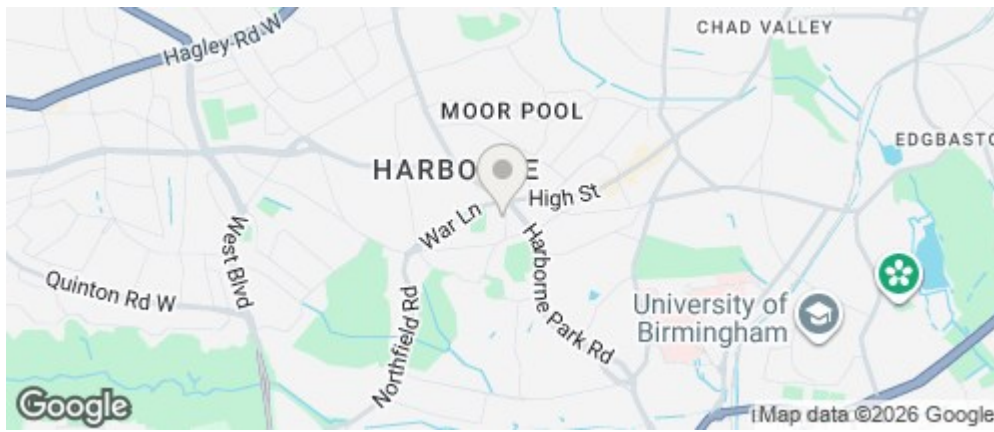 CHAD VALLEY
Hagley Rd W
MOOR POOL
EDGBASTO
HARBO
E
High St
War Ln
West Blvd
Harborne Park Rd
Quinton Rd W
Northfield Rd
University of
Birmingham
Google
Map data ©2026 Google